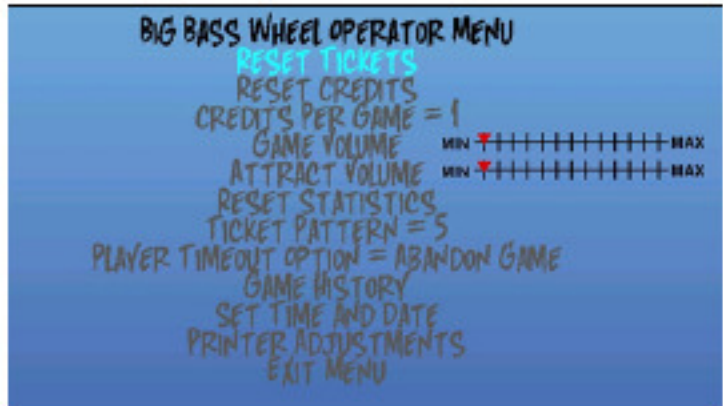 BIG BASS WHEEL OPERATOR MENU
RESET TICKETS
RESET CREDITS
CREDITS PER GAME = 1
GAME VOLUME MIN MAX
ATTRACT VOLUME MIN MAX
RESET STATISTICS
TICKET PATTERN = 5
PLAYER TIMEOUT OPTION = ABANDON GAME
GAME HISTORY
SET TIME AND DATE
PRINTER ADJUSTMENTS
EXIT MENU